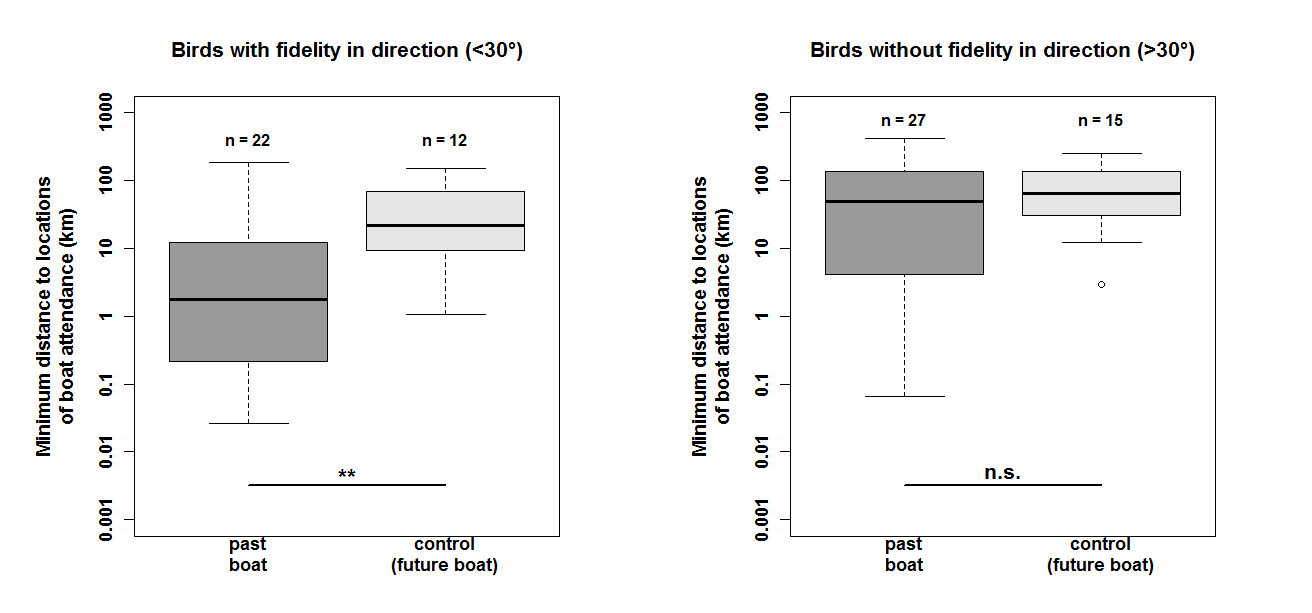 Birds with fidelity in direction (<30°)
Minimum distance to locations
of boat attendance (km)
1000
100
10
1
0.1
0.01
0.001
n = 22
n = 12
**
past
boat
control
(future boat)
Birds without fidelity in direction (>30°)
Minimum distance to locations
of boat attendance (km)
1000
100
10
1
0.1
0.01
0.001
n = 27
n = 15
n.s.
past
boat
control
(future boat)